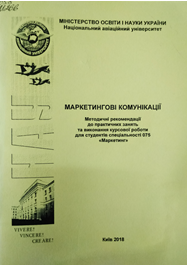 МІНІСТЕРСТВО ОСВІТИ І НАУКИ УКРАЇНИ
Національний авіаційний університет
МАРКЕТИНГОВІ КОМУНІКАЦІЇ
Методичні рекомендації
до практичних занять
та виконання курсової роботи
для студентів спеціальності 075
«Маркетинг»
VIVERE!
VINCERE!
CREARE!
Київ 2018